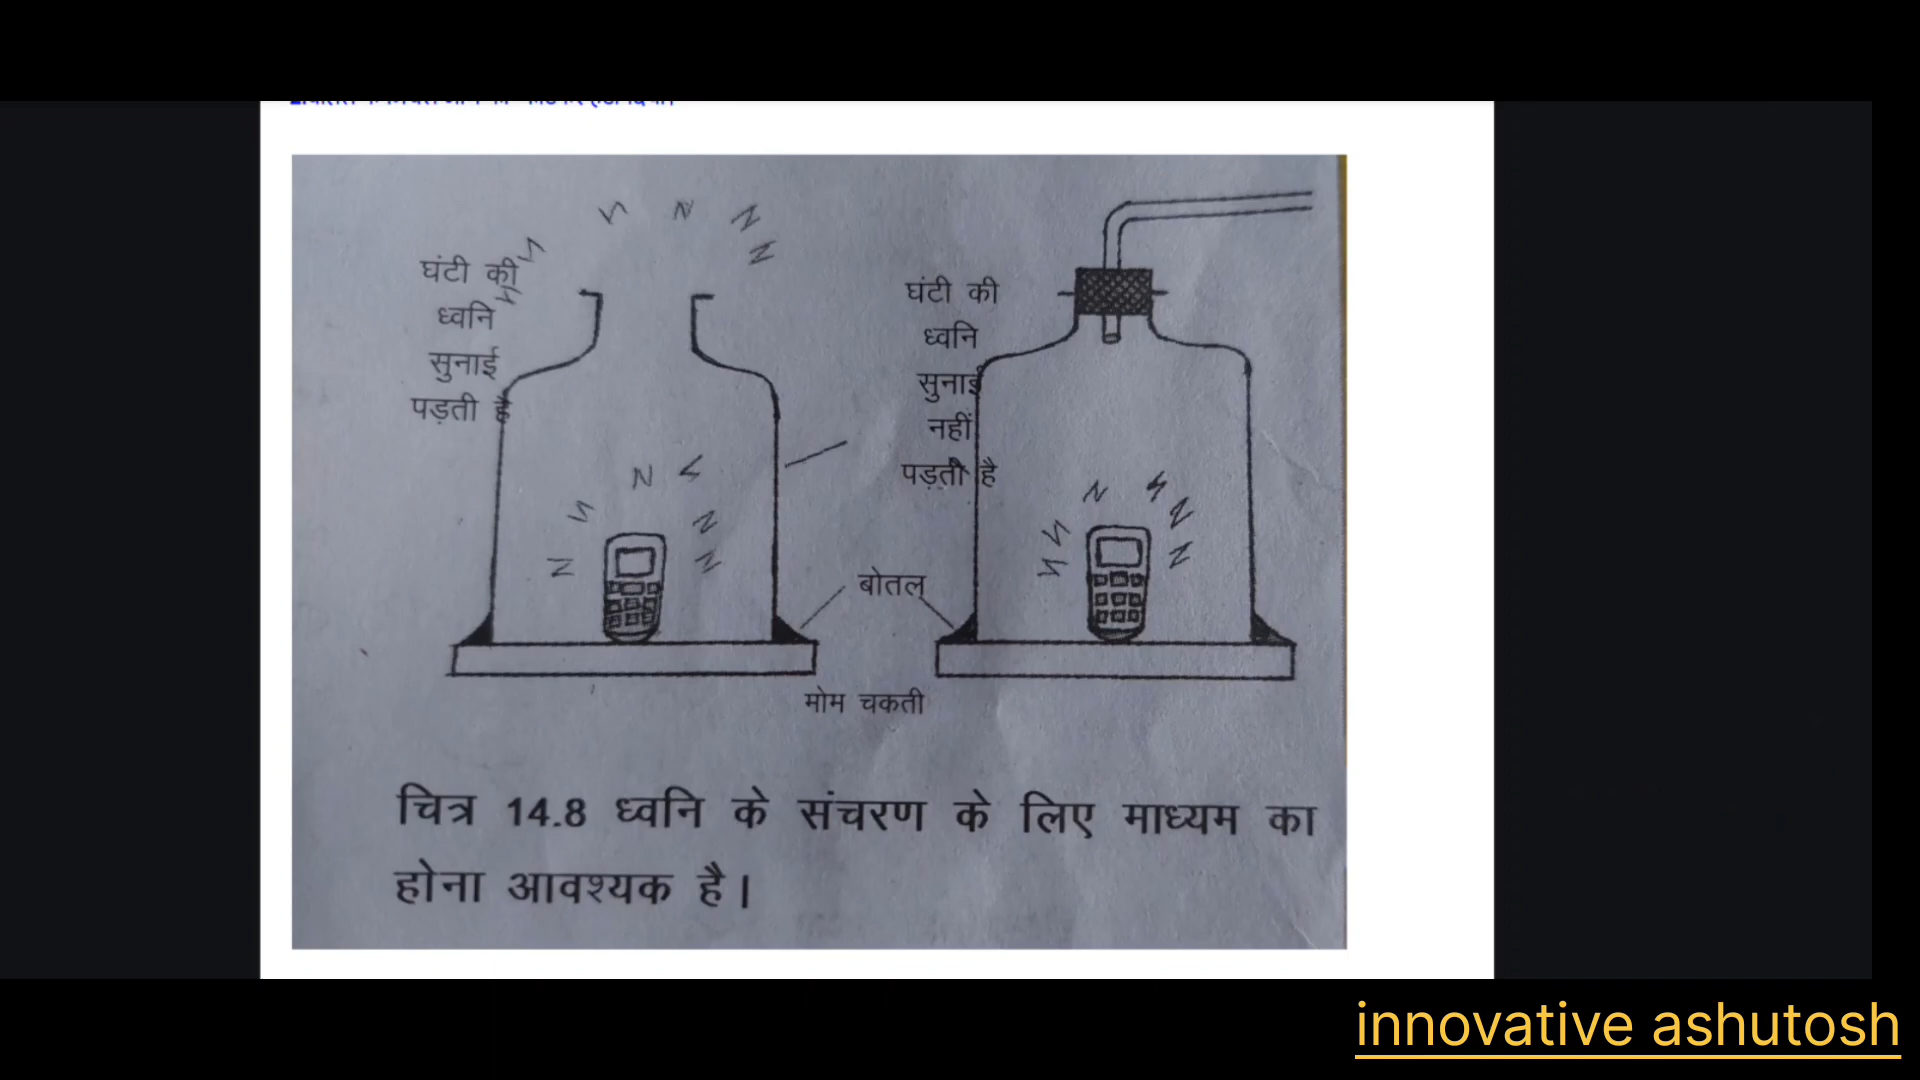 घंटी की
ध्वनि
सुनाई
पड़ती है
घंटी की
ध्वनि
सुनाई
नहीं
पड़ती है
बोतल
मोम चकती
चित्र 14.8 ध्वनि के संचरण के लिए माध्यम का
होना आवश्यक है।
innovative ashutosh